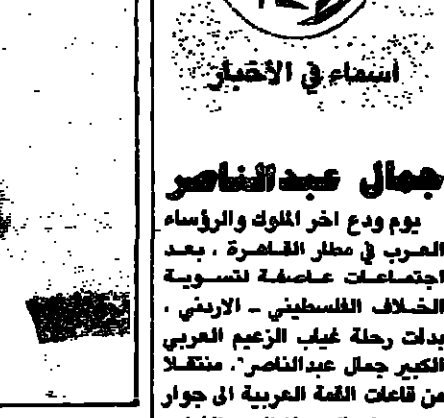 أسماء في الأخبار
جمال عبدالناصر
يوم ودع اخر الملوك والرؤساء
العرب في مطار القاهرة ، بعد
اجتماعات عاصفة لتسوية
الخلاف الفلسطيني - الاردني ،
بدات رحلة غياب الزعيم العربي
الكبير جمال عبدالناصر . منتقلا
من قاعات القمة العربية الى جوار